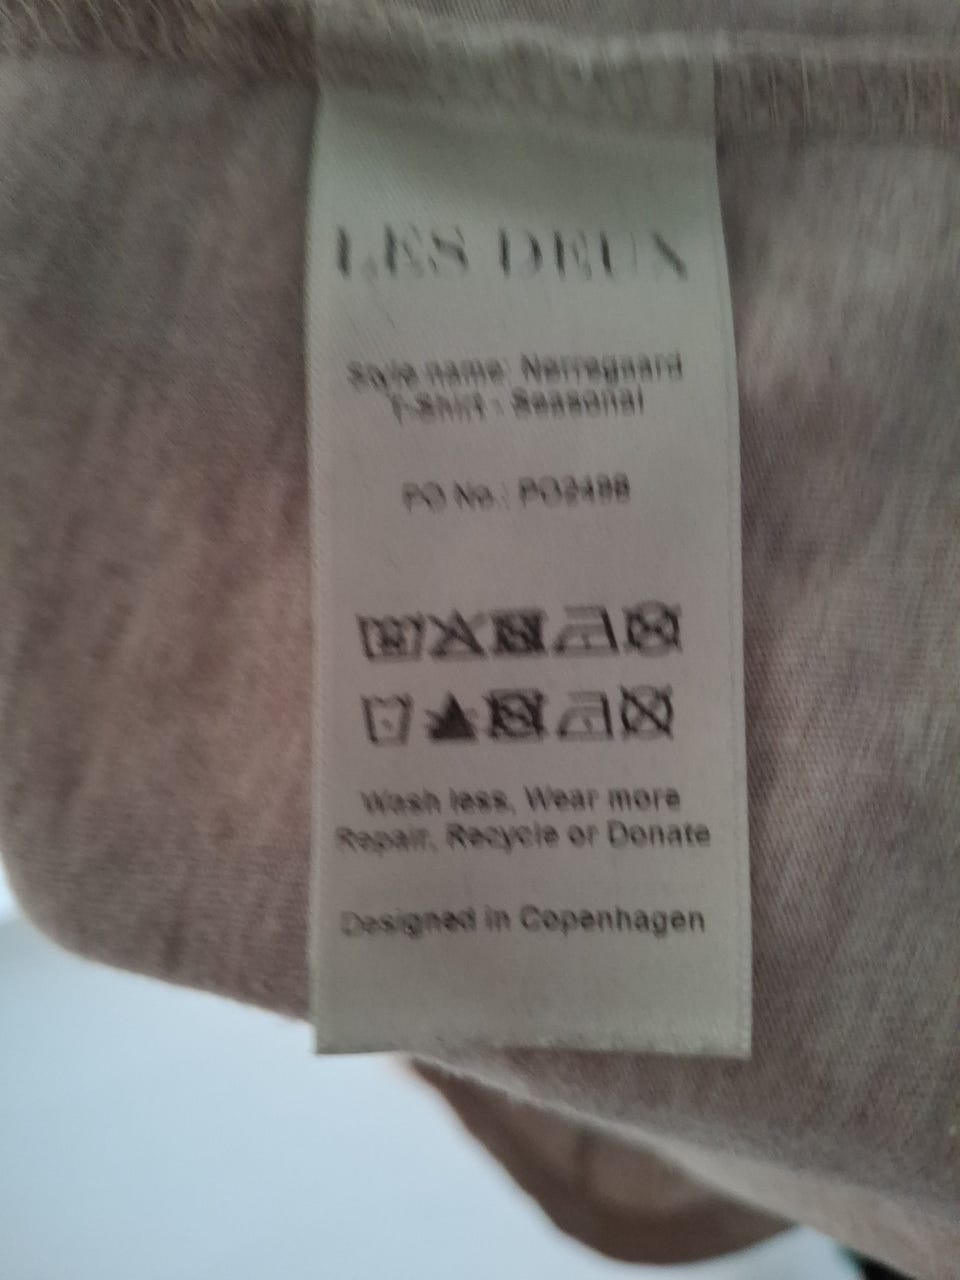 LES DEUX
Style name: Nørregaard
T-Shirt - Seasonal
PO No.:
Wash less, Wear more
Repair, Recycle or Donate
Designed in Copenhagen